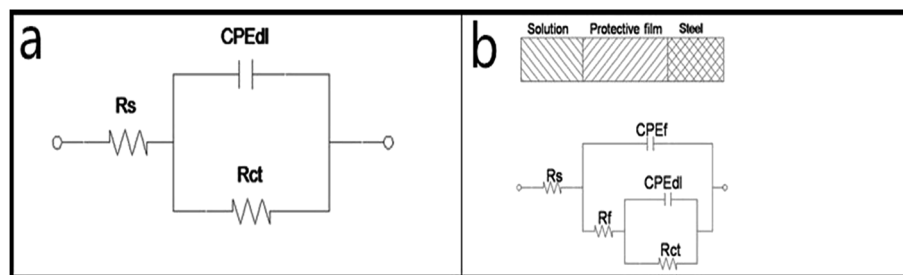 a
CPEdl
Rs
Rct
b
Solution Protective film Steel
CPEf
Rs
CPEdl
Rf
Rct